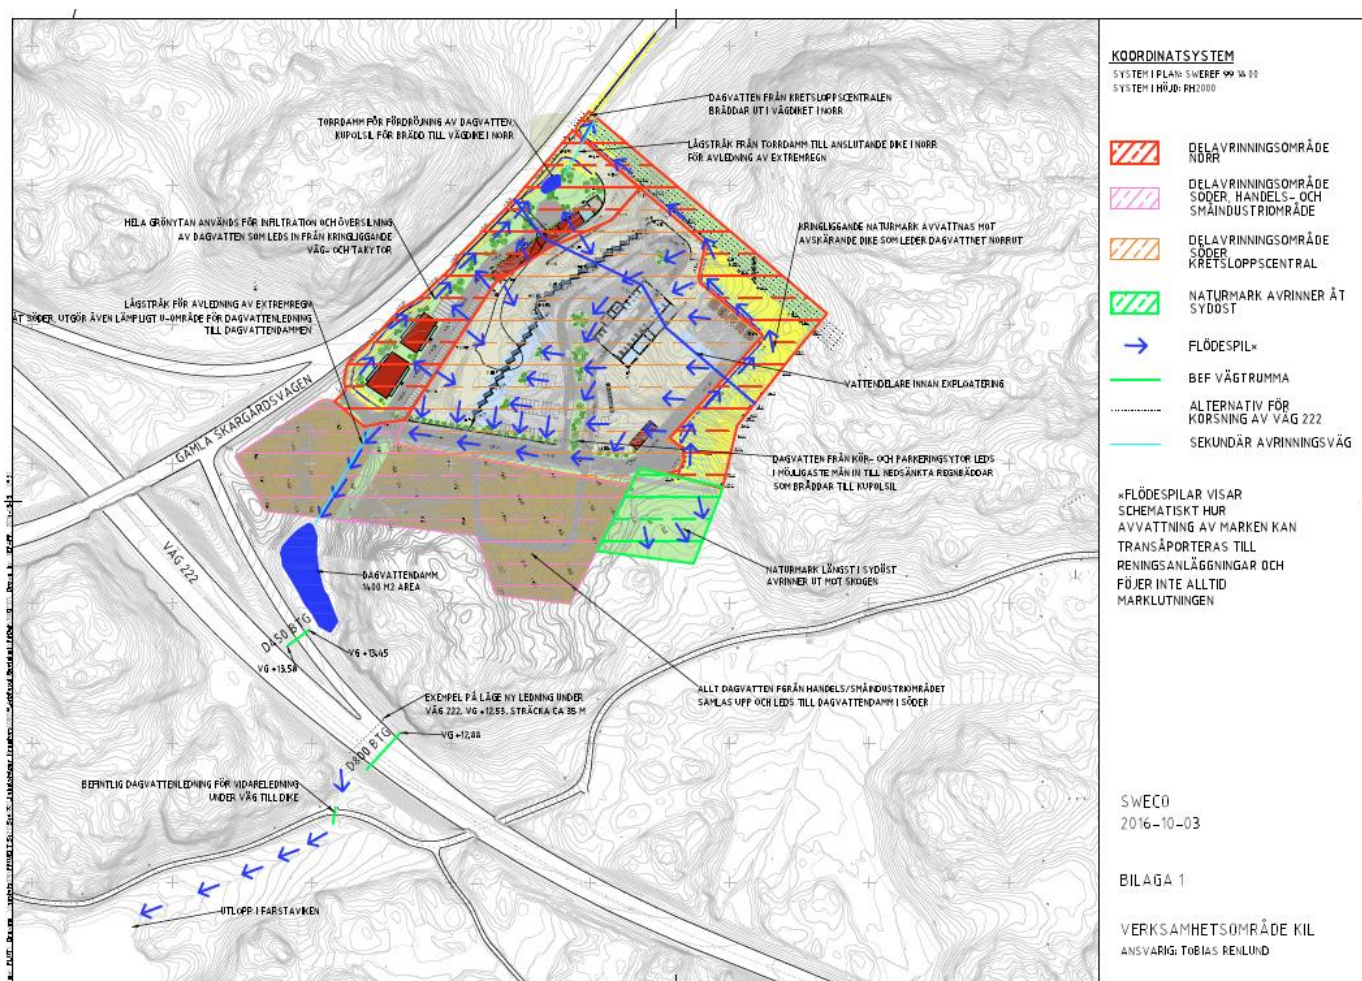 DAGVATTEN FRÅN KRETSLOPPSCENTRALEN
BRÄDDAR UT I VÄGDIKET I NORR
TORRDAMM FÖR FÖRDRÖJNING AV DAGVATTEN,
KUPOLSIL FÖR BRÄDD TILL VÄGDIKE I NORR
LÅGSTRÅK FRÅN TORRDAMM TILL ANSLUTANDE DIKE I NORR
FÖR AVLEDNING AV EXTREMREGN
HELA GRÖNYTAN ANVÄNDS FÖR INFILTRATION OCH ÖVERSILNING
AV DAGVATTEN SOM LEDS IN FRÅN KRINGLIGGANDE
VÄG- OCH TAKYTOR
KRINGLIGGANDE NATURMARK AVVATTNAS MOT
AVSKÄRANDE DIKE SOM LEDER DAGVATTNET NORRUT
LÅGSTRÅK FÖR AVLEDNING AV EXTREMREGN
ÅT SÖDER, UTGÖR ÄVEN LÄMPLIGT U-OMRÅDE FÖR DAGVATTENLEDNING
TILL DAGVATTENDAMMEN
VATTENDELARE INNAN EXPLOATERING
GAMLA SKÄRGÅRDSVÄGEN
DAGVATTEN FRÅN KÖR- OCH PARKERINGSYTOR LEDS
I MÖJLIGASTE MÅN IN TILL NEDSÄNKTA REGNBÄDDAR
SOM BRÄDDAR TILL KUPOLSIL
VÄG 222
DAGVATTENDAMM
1400 M2 AREA
NATURMARK LÄNGST I SYDÖST
AVRINNER UT MOT SKOGEN
D450 BTG
VG +13,45
VG +13,58
ALLT DAGVATTEN FGRÅN HANDELS/SMÅINDUSTRIOMRÅDET
SAMLAS UPP OCH LEDS TILL DAGVATTENDAMM I SÖDER
EXEMPEL PÅ LÄGE NY LEDNING UNDER
VÄG 222. VG +12.53. STRÄCKA CA 35 M
D800 BTG
VG +12,88
BEFINTLIG DAGVATTENLEDNING FÖR VIDARELEDNING
UNDER VÄG TILL DIKE
UTLOPP I FARSTAVIKEN
KOORDINATSYSTEM
SYSTEM I PLAN: SWEREF 99 18 00
SYSTEM I HÖJD: RH2000
DELAVRINNINGSOMRÅDE
NORR
DELAVRINNINGSOMRÅDE
SÖDER, HANDELS- OCH
SMÅINDUSTRIOMRÅDE
DELAVRINNINGSOMRÅDE
SÖDER
KRETSLOPPSCENTRAL
NATURMARK AVRINNER ÅT
SYDÖST
FLÖDESPIL*
BEF VÄGTRUMMA
ALTERNATIV FÖR
KORSNING AV VÄG 222
SEKUNDÄR AVRINNINGSVÄG
*FLÖDESPILAR VISAR
SCHEMATISKT HUR
AVVATTNING AV MARKEN KAN
TRANSÅPORTERAS TILL
RENINGSANLÄGGNINGAR OCH
FÖJER INTE ALLTID
MARKLUTNINGEN
SWECO
2016-10-03
BILAGA 1
VERKSAMHETSOMRÅDE KIL
ANSVARIG: TOBIAS RENLUND